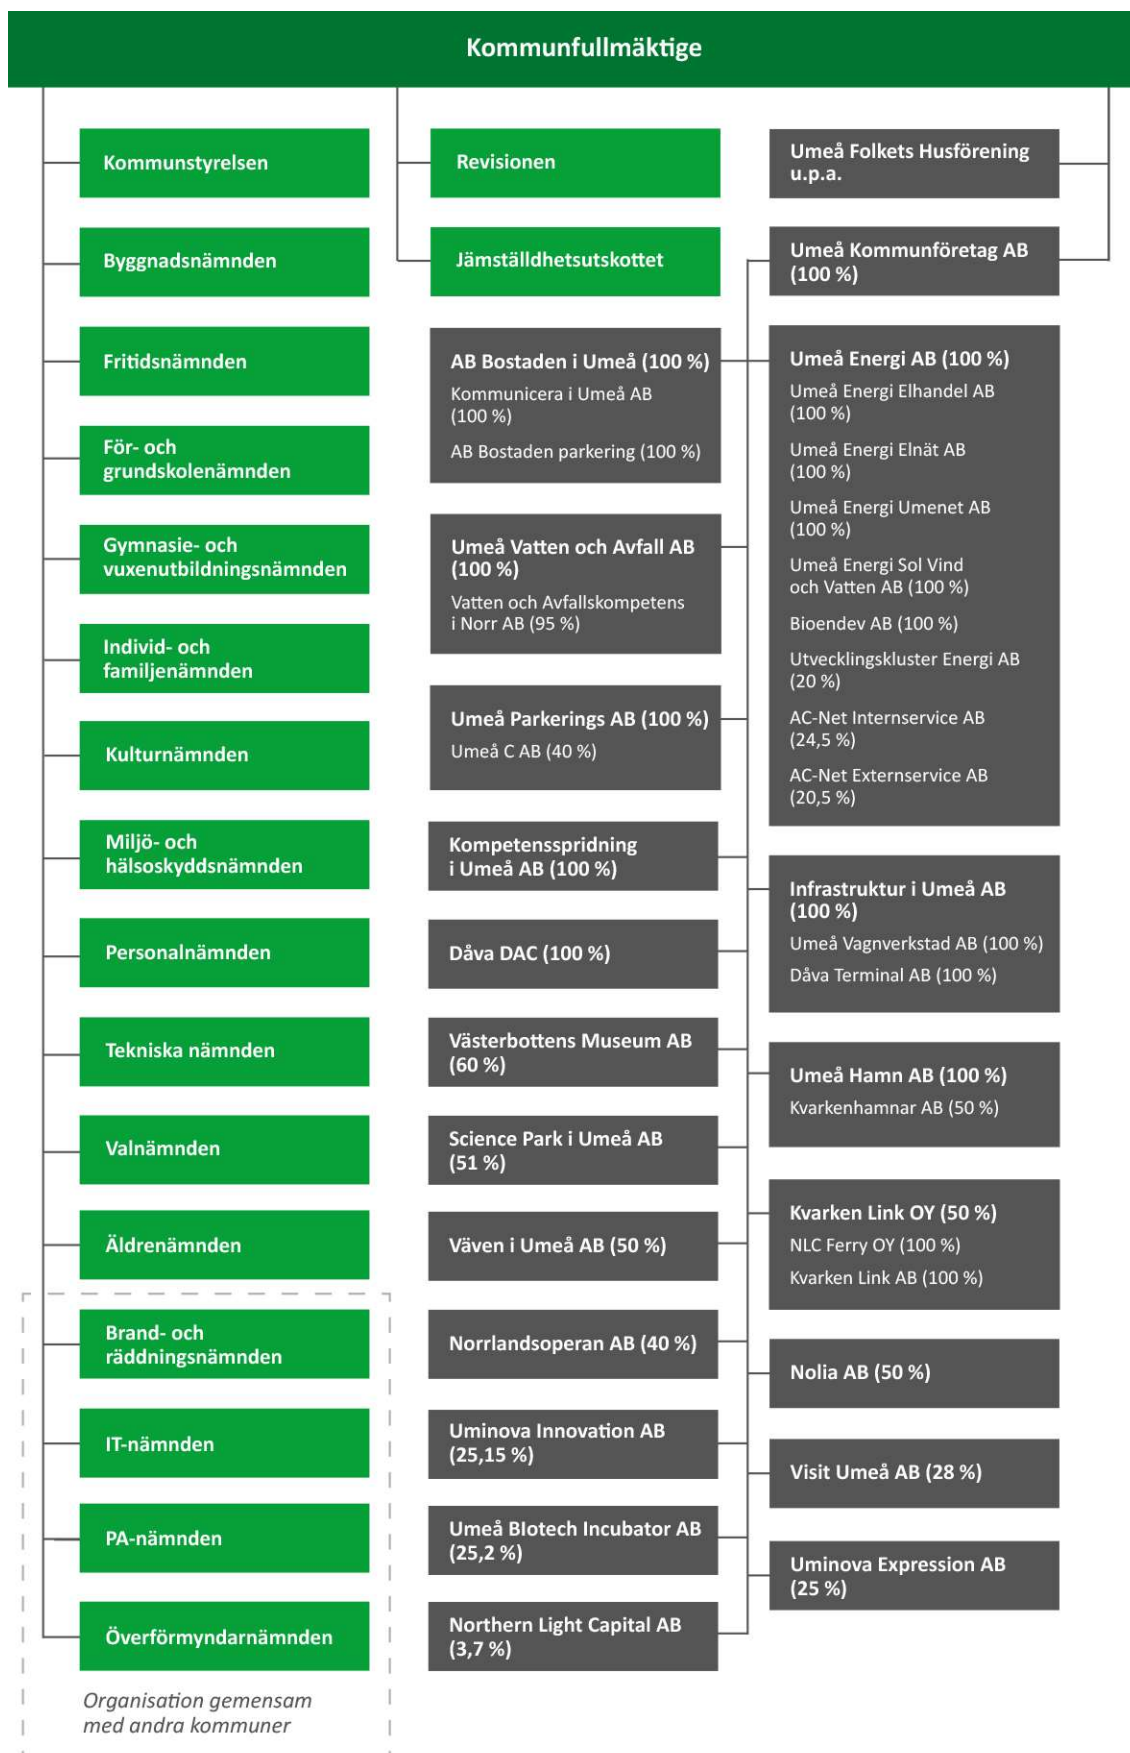 Kommunfullmäktige
Kommunstyrelsen
Byggnadsnämnden
Fritidsnämnden
För- och
grundskolenämnden
Gymnasie- och
vuxenutbildningsnämnden
Individ- och
familjenämnden
Kulturnämnden
Miljö- och
hälsoskyddsnämnden
Personalnämnden
Tekniska nämnden
Valnämnden
Äldrenämnden
Brand- och
räddningsnämnden
IT-nämnden
PA-nämnden
Överförmyndarnämnden
Organisation gemensam
med andra kommuner
Revisionen
Jämställdhetsutskottet
AB Bostaden i Umeå (100 %)
Kommunicera i Umeå AB
(100 %)
AB Bostaden parkering (100 %)
Umeå Vatten och Avfall AB
(100 %)
Vatten och Avfallskompetens
i Norr AB (95 %)
Umeå Parkerings AB (100 %)
Umeå C AB (40 %)
Kompetensspridning
i Umeå AB (100 %)
Dåva DAC (100 %)
Västerbottens Museum AB
(60 %)
Science Park i Umeå AB
(51 %)
Väven i Umeå AB (50 %)
Norrlandsoperan AB (40 %)
Uminova Innovation AB
(25,15 %)
Umeå BIotech Incubator AB
(25,2 %)
Northern Light Capital AB
(3,7 %)
Umeå Folkets Husförening
u.p.a.
Umeå Kommunföretag AB
(100 %)
Umeå Energi AB (100 %)
Umeå Energi Elhandel AB
(100 %)
Umeå Energi Elnät AB
(100 %)
Umeå Energi Umenet AB
(100 %)
Umeå Energi Sol Vind
och Vatten AB (100 %)
Bioendev AB (100 %)
Utvecklingskluster Energi AB
(20 %)
AC-Net Internservice AB
(24,5 %)
AC-Net Externservice AB
(20,5 %)
Infrastruktur i Umeå AB
(100 %)
Umeå Vagnverkstad AB (100 %)
Dåva Terminal AB (100 %)
Umeå Hamn AB (100 %)
Kvarkenhamnar AB (50 %)
Kvarken Link OY (50 %)
NLC Ferry OY (100 %)
Kvarken Link AB (100 %)
Nolia AB (50 %)
Visit Umeå AB (28 %)
Uminova Expression AB
(25 %)